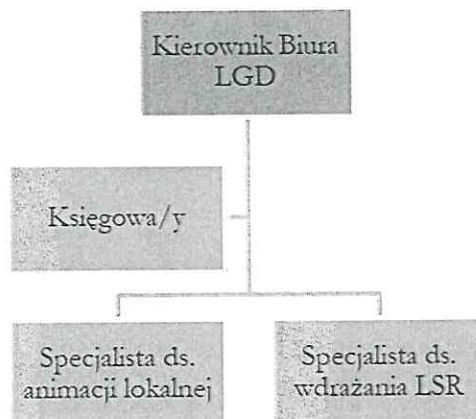 Kierownik Biura
LGD
Księgowa/y
Specjalista ds.
animacji lokalnej
Specjalista ds.
wdrażania LSR